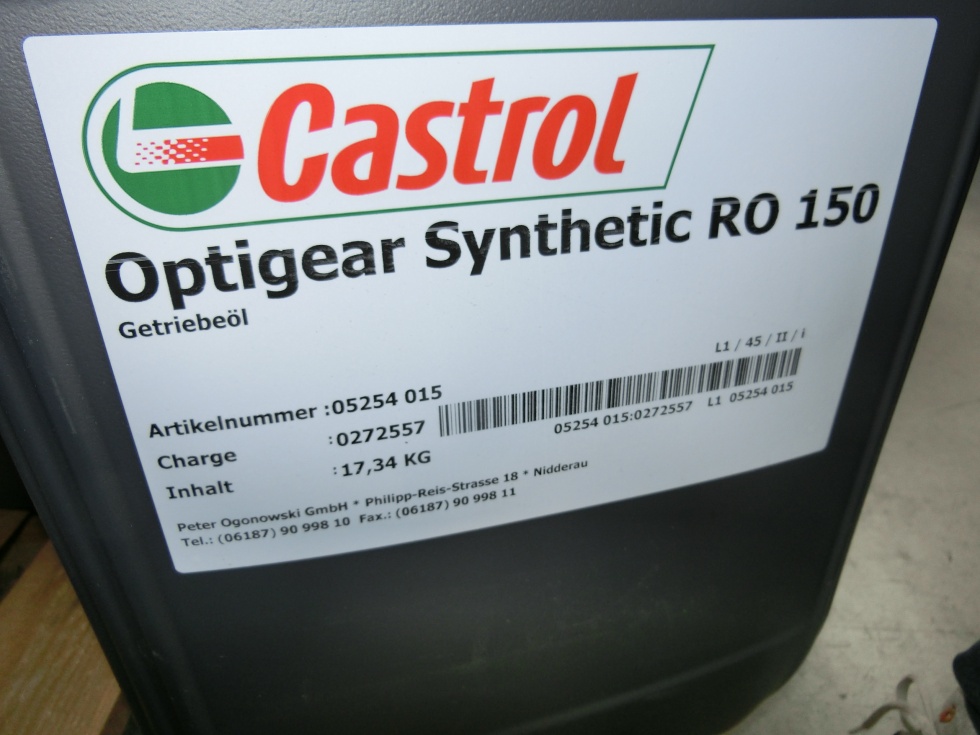 Castrol
Optigear Synthetic RO 150
Getriebeöl
L1 / 45 / II / i
Artikelnummer :05254 015
05254 015:0272557 L1 05254 015
Charge :0272557
Inhalt :17,34 KG
Peter Ogonowski GmbH * Philipp-Reis-Strasse 18 * Nidderau
Tel.: (06187) 90 998 10 Fax.: (06187) 90 998 11